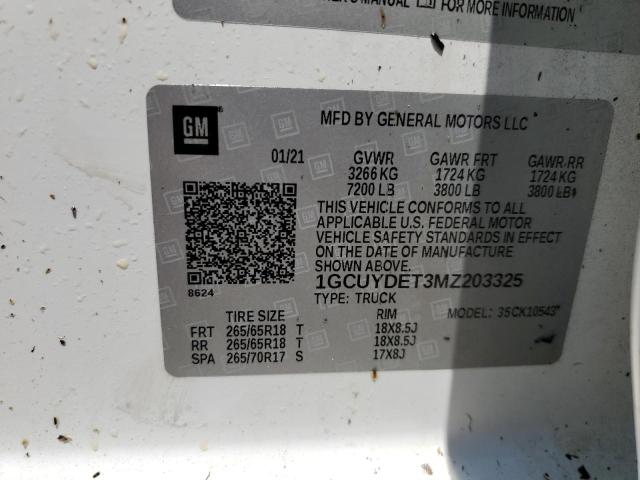 MANUAL FOR MORE INFORMATION
GM
MFD BY GENERAL MOTORS LLC
01/21 GVWR GAWR FRT GAWR RR
3266 KG 1724 KG 1724 KG
7200 LB 3800 LB 3800 LB
THIS VEHICLE CONFORMS TO ALL
APPLICABLE U.S. FEDERAL MOTOR
VEHICLE SAFETY STANDARDS IN EFFECT
ON THE DATE OF MANUFACTURE
SHOWN ABOVE.
8624
1GCUYDET3MZ203325
TYPE: TRUCK
TIRE SIZE RIM MODEL: 35CK10543
FRT 265/65R18 T 18X8.5J
RR 265/65R18 T 18X8.5J
SPA 265/70R17 S 17X8J